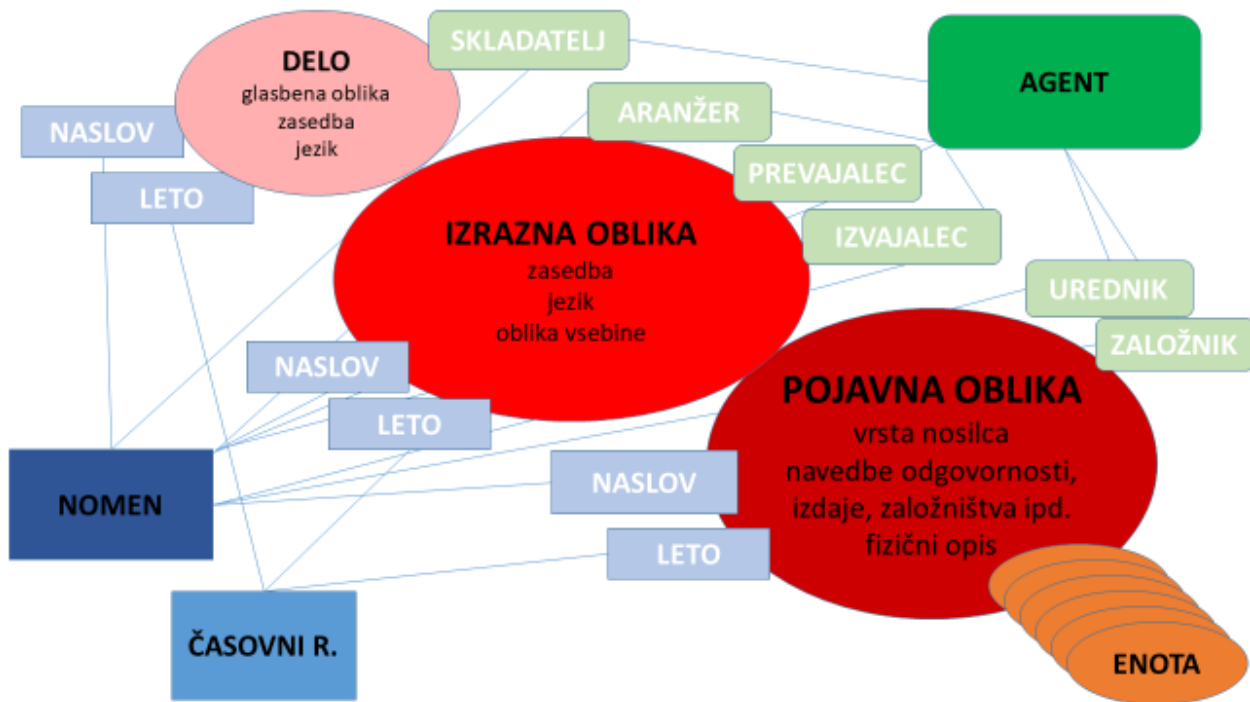 SKLADATELJ
DELO
glasbena oblika
zasedba
jezik
AGENT
NASLOV
LETO
ARANŽER
PREVAJALEC
IZVAJALEC
IZRAZNA OBLIKA
zasedba
jezik
oblika vsebine
UREDNIK
ZALOŽNIK
NASLOV
LETO
POJAVNA OBLIKA
vrsta nosilca
navedbe odgovornosti,
izdaje, založništva ipd.
fizični opis
NASLOV
LETO
NOMEN
ČASOVNI R.
ENOTA